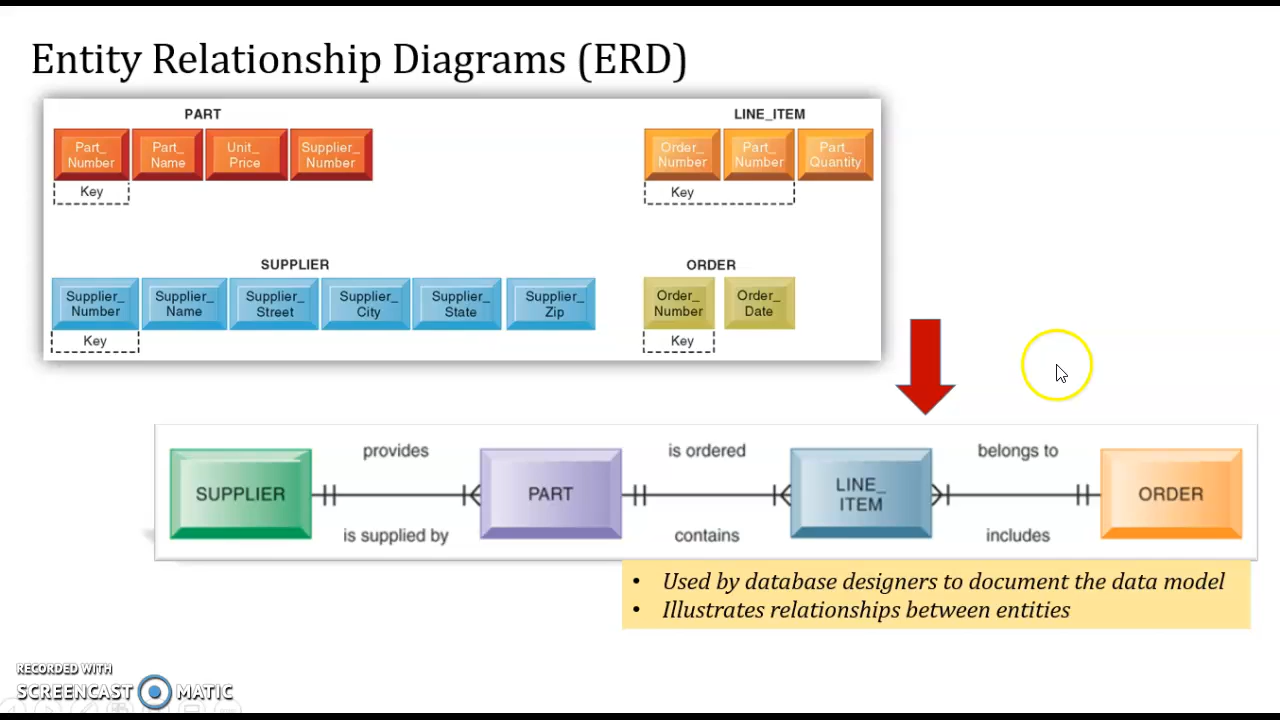 Entity Relationship Diagrams (ERD)
PART
Part_
Number
Part_
Name
Unit_
Price
Supplier_
Number
Key
LINE_ITEM
Order_
Number
Part_
Number
Part_
Quantity
Key
SUPPLIER
Supplier_
Number
Supplier_
Name
Supplier_
Street
Supplier_
City
Supplier_
State
Supplier_
Zip
Key
ORDER
Order_
Number
Order_
Date
Key
SUPPLIER
provides
is supplied by
PART
is ordered
contains
LINE_
ITEM
belongs to
includes
ORDER
• Used by database designers to document the data model
• Illustrates relationships between entities
RECORDED WITH
SCREENCAST MATIC